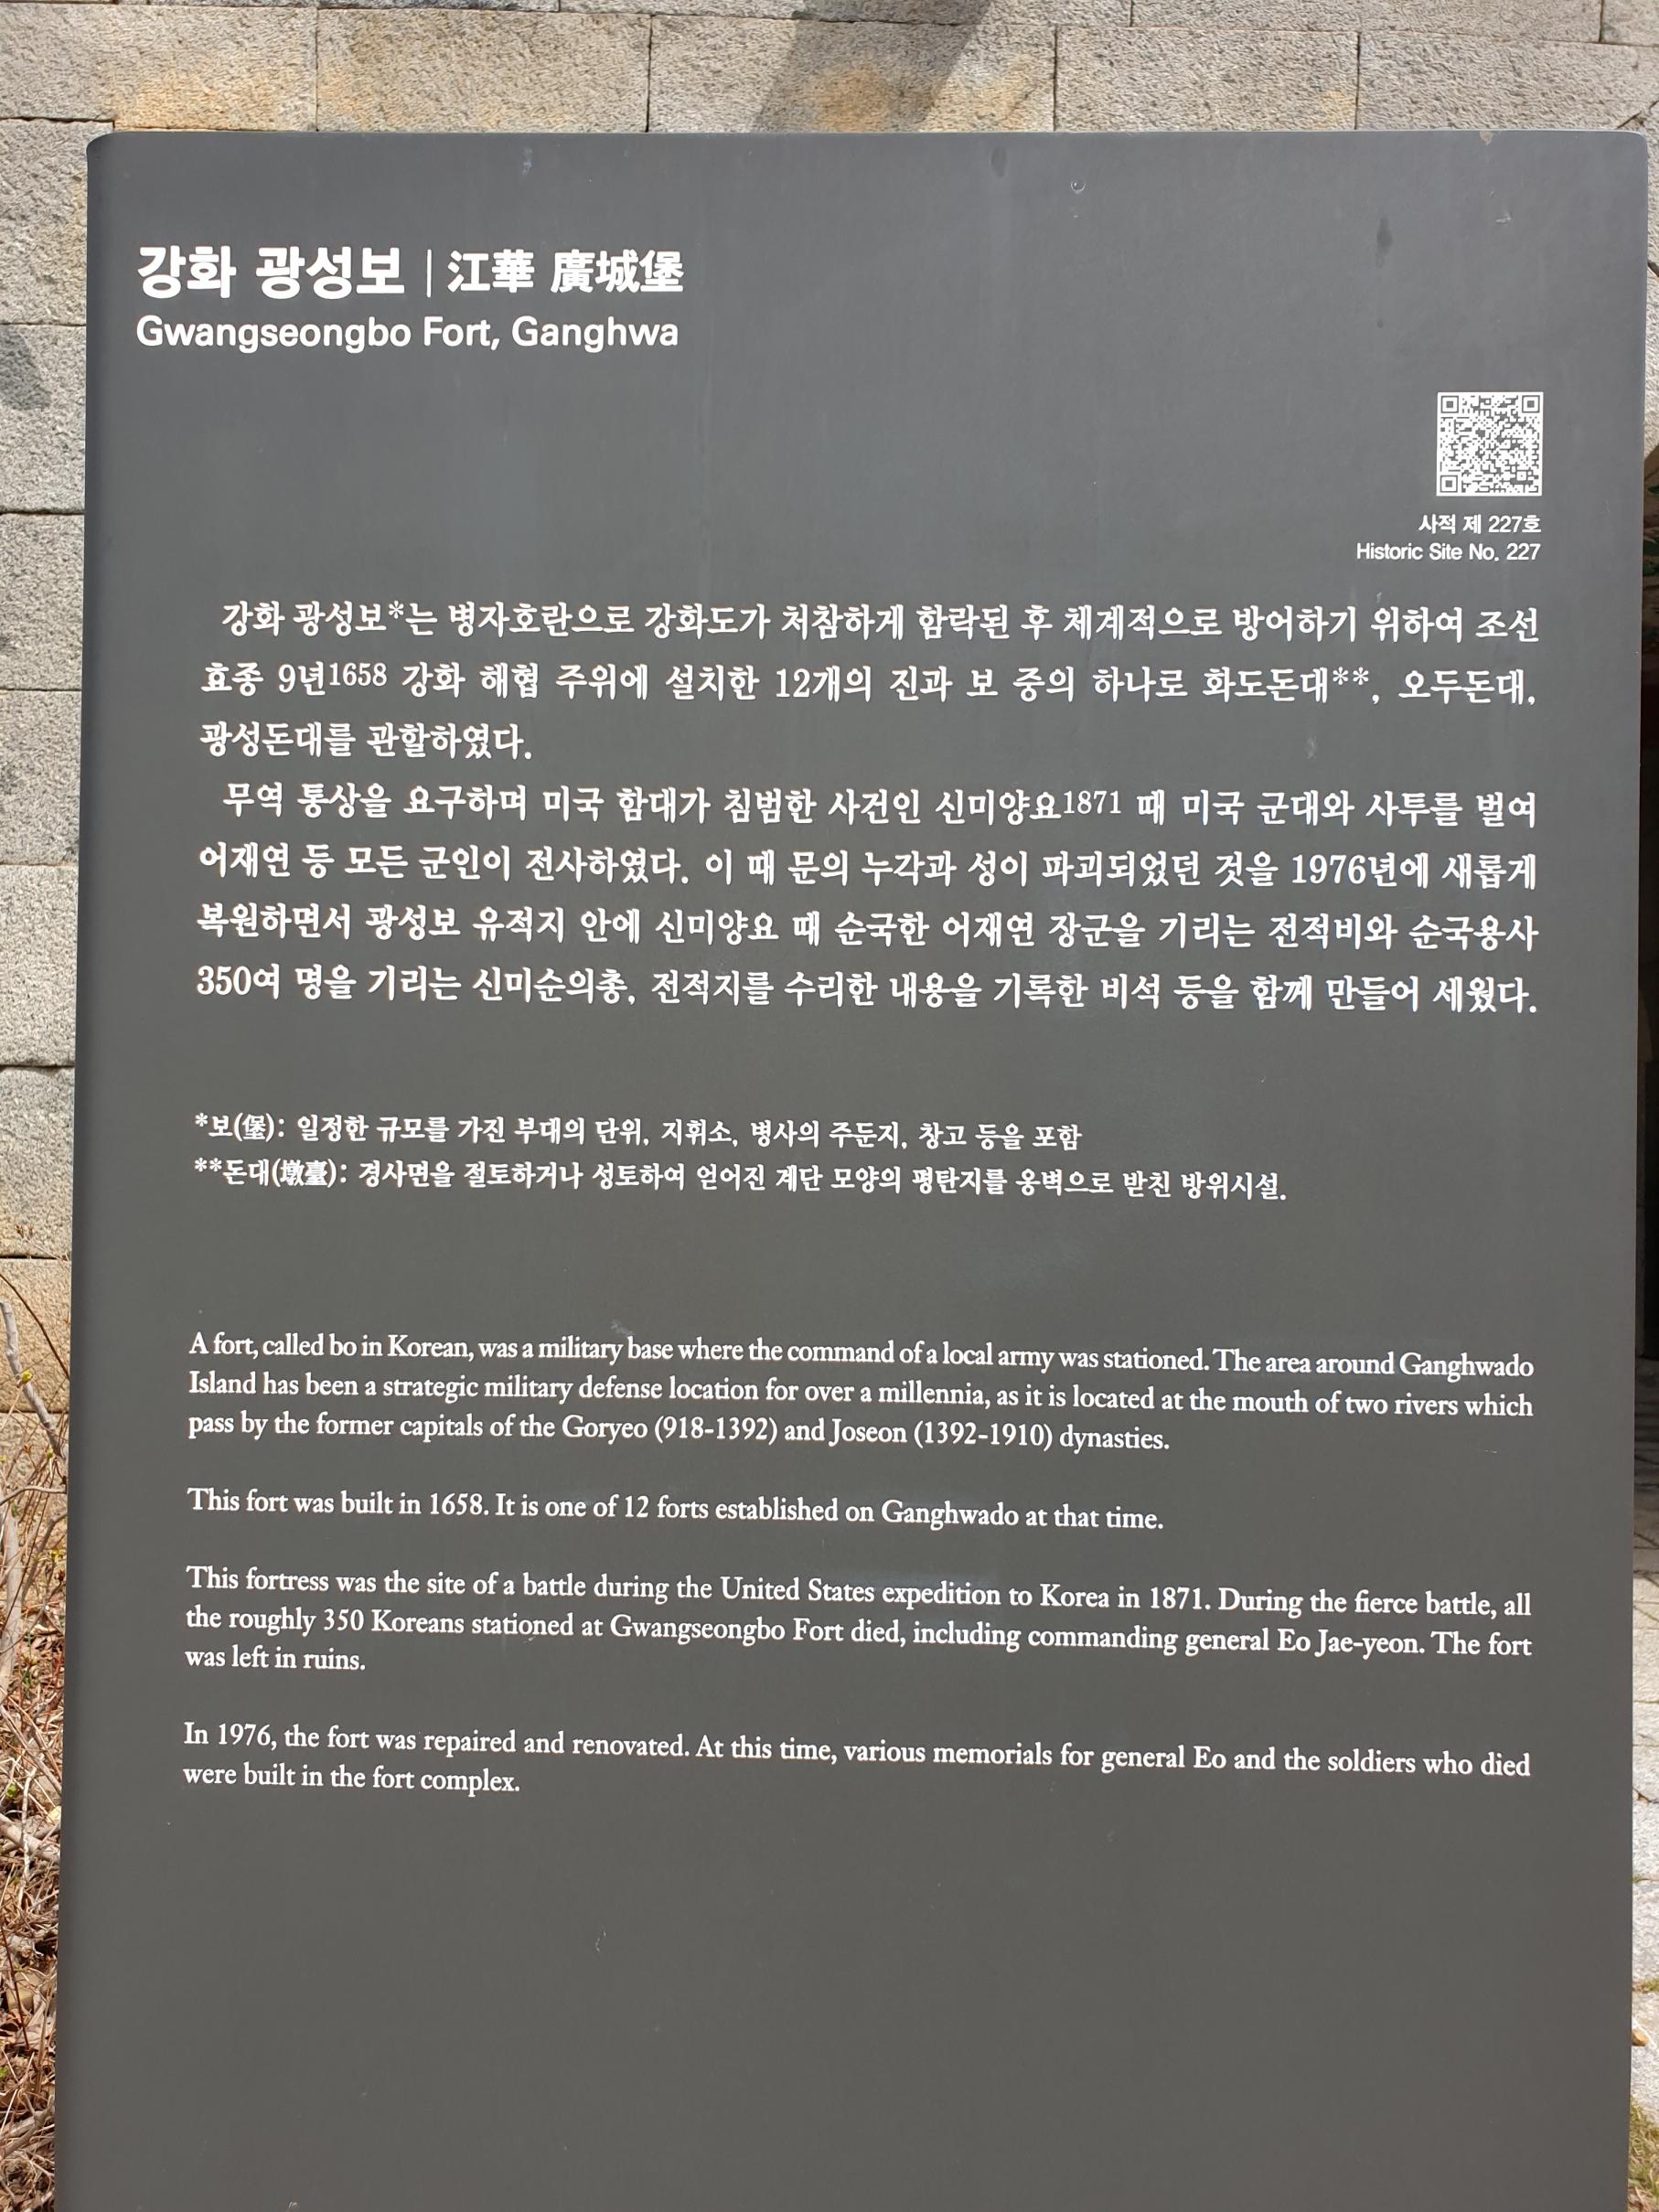 강화 광성보 | 江華 廣城堡
Gwangseongbo Fort, Ganghwa
사적 제 227호
Historic Site No. 227
강화 광성보*는 병자호란으로 강화도가 처참하게 함락된 후 체계적으로 방어하기 위하여 조선
효종 9년1658 강화 해협 주위에 설치한 12개의 진과 보 중의 하나로 화도돈대**, 오두돈대,
광성돈대를 관할하였다.
무역 통상을 요구하며 미국 함대가 침범한 사건인 신미양요1871 때 미국 군대와 사투를 벌여
어재연 등 모든 군인이 전사하였다. 이 때 문의 누각과 성이 파괴되었던 것을 1976년에 새롭게
복원하면서 광성보 유적지 안에 신미양요 때 순국한 어재연 장군을 기리는 전적비와 순국용사
350여 명을 기리는 신미순의총, 전적지를 수리한 내용을 기록한 비석 등을 함께 만들어 세웠다.
*보(堡): 일정한 규모를 가진 부대의 단위, 지휘소, 병사의 주둔지, 창고 등을 포함
**돈대(墩臺): 경사면을 절토하거나 성토하여 얻어진 계단 모양의 평탄지를 옹벽으로 받친 방위시설.
A fort, called bo in Korean, was a military base where the command of a local army was stationed. The area around Ganghwado
Island has been a strategic military defense location for over a millennia, as it is located at the mouth of two rivers which
pass by the former capitals of the Goryeo (918-1392) and Joseon (1392-1910) dynasties.
This fort was built in 1658. It is one of 12 forts established on Ganghwado at that time.
This fortress was the site of a battle during the United States expedition to Korea in 1871. During the fierce battle, all
the roughly 350 Koreans stationed at Gwangseongbo Fort died, including commanding general Eo Jae-yeon. The fort
was left in ruins.
In 1976, the fort was repaired and renovated. At this time, various memorials for general Eo and the soldiers who died
were built in the fort complex.